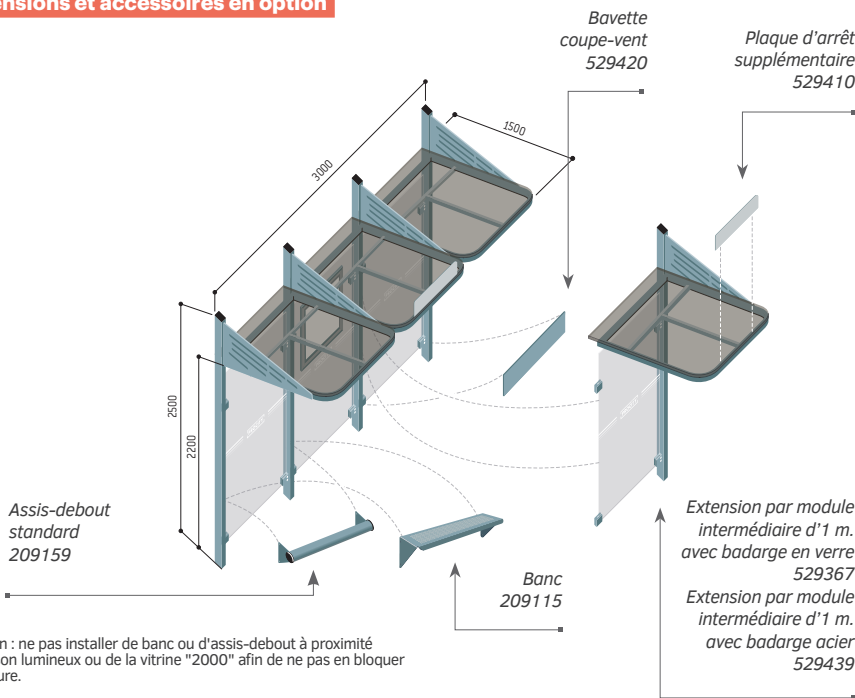 ensions et accessoires en option
Bavette
coupe-vent
529420
Plaque d'arrêt
supplémentaire
529410
1500
3000
2500
2200
Assis-debout
standard
209159
Banc
209115
Extension par module
intermédiaire d'1 m.
avec badarge en verre
529367
Extension par module
intermédiaire d'1 m.
avec badarge acier
529439
n : ne pas installer de banc ou d'assis-debout à proximité
on lumineux ou de la vitrine "2000" afin de ne pas en bloquer
ure.